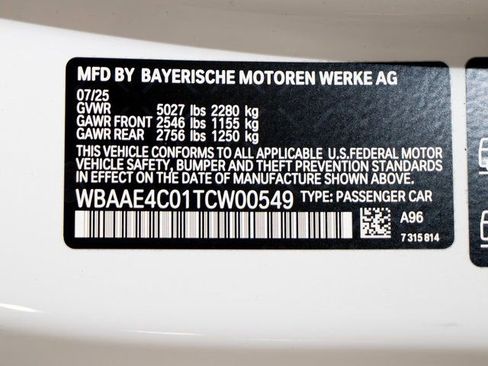 MFD BY BAYERISCHE MOTOREN WERKE AG
07/25
GVWR 5027 lbs 2280 kg
GAWR FRONT 2546 lbs 1155 kg
GAWR REAR 2756 lbs 1250 kg
THIS VEHICLE CONFORMS TO ALL APPLICABLE U.S.FEDERAL MOTOR
VEHICLE SAFETY, BUMPER AND THEFT PREVENTION STANDARDS
IN EFFECT ON THE DATE OF MANUFACTURE SHOWN ABOVE.
WBAAE4C01TCW00549 TYPE: PASSENGER CAR
A96
7 315 814